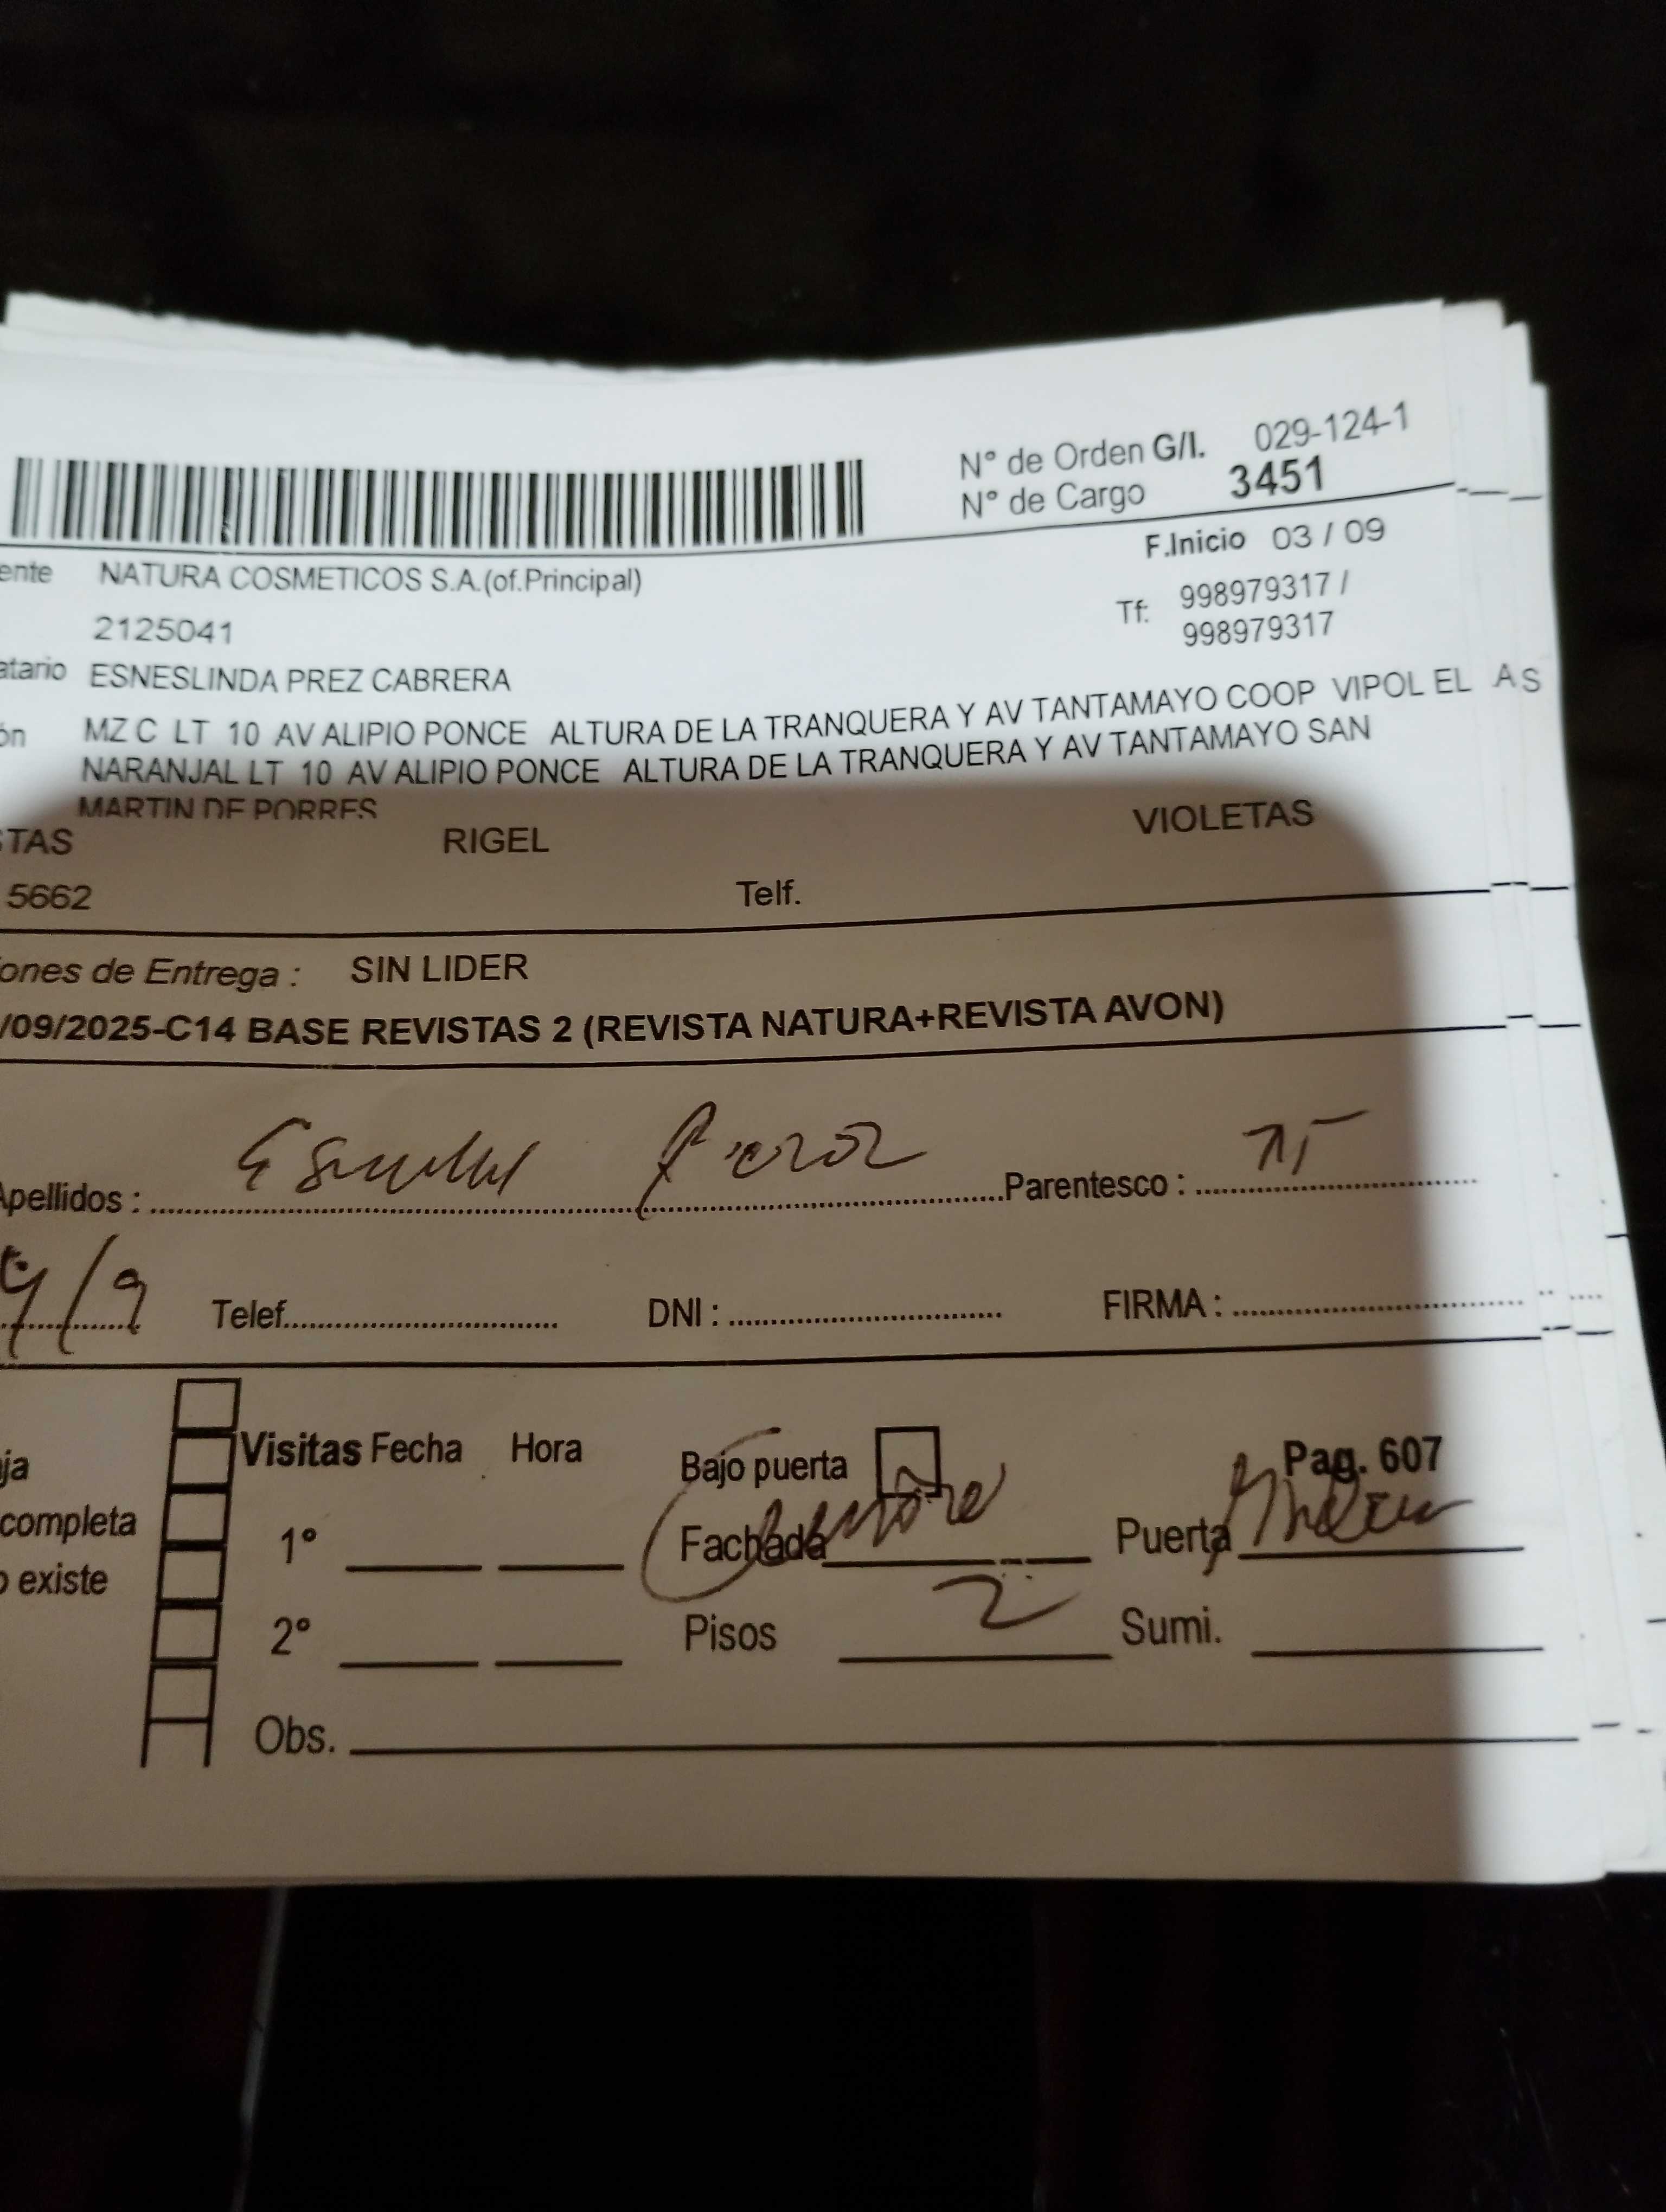 N° de Orden G/I. 029-124-1
N° de Cargo 3451
F.Inicio 03 / 09
ente NATURA COSMETICOS S.A.(of.Principal)
Tf: 998979317 /
998979317
2125041
atario ESNESLINDA PREZ CABRERA
ón MZ C LT 10 AV ALIPIO PONCE ALTURA DE LA TRANQUERA Y AV TANTAMAYO COOP VIPOL EL AS
NARANJAL LT 10 AV ALIPIO PONCE ALTURA DE LA TRANQUERA Y AV TANTAMAYO SAN
MARTIN DE PORRES
STAS RIGEL VIOLETAS
5662 Telf.
ones de Entrega : SIN LIDER
/09/2025-C14 BASE REVISTAS 2 (REVISTA NATURA+REVISTA AVON)
Apellidos : Perez Parentesco :
4/9 Telef. DNI : FIRMA :
Visitas Fecha Hora Bajo puerta Pag. 607
ja
completa 1° Fachada Puerta
o existe
2° Pisos 2 Sumi.
Obs.